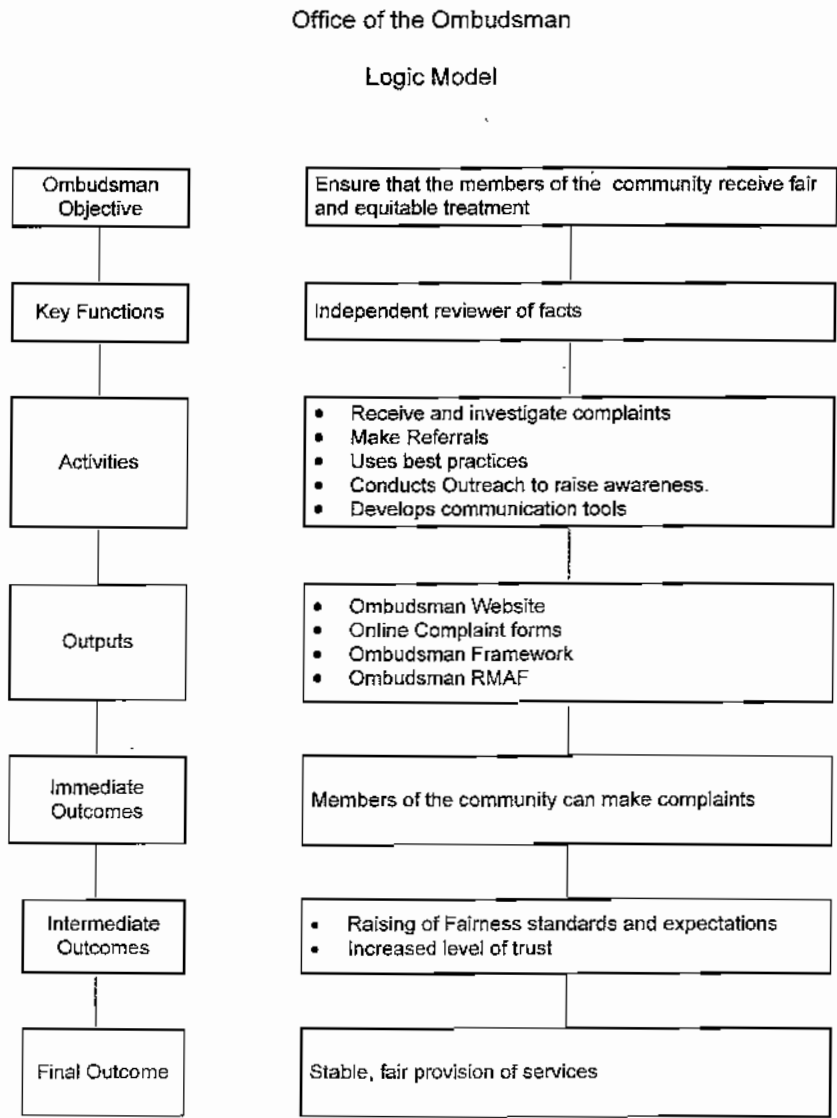 Office of the Ombudsman
Logic Model
Ombudsman
Objective
Ensure that the members of the community receive fair
and equitable treatment
Key Functions
Independent reviewer of facts
Activities
• Receive and investigate complaints
• Make Referrals
• Uses best practices
• Conducts Outreach to raise awareness.
• Develops communication tools
Outputs
• Ombudsman Website
• Online Complaint forms
• Ombudsman Framework
• Ombudsman RMAF
Immediate
Outcomes
Members of the community can make complaints
Intermediate
Outcomes
• Raising of Fairness standards and expectations
• Increased level of trust
Final Outcome
Stable, fair provision of services